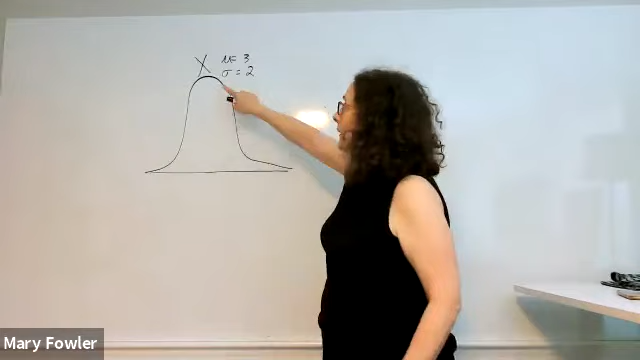 X μ= 3
σ = 2
Mary Fowler